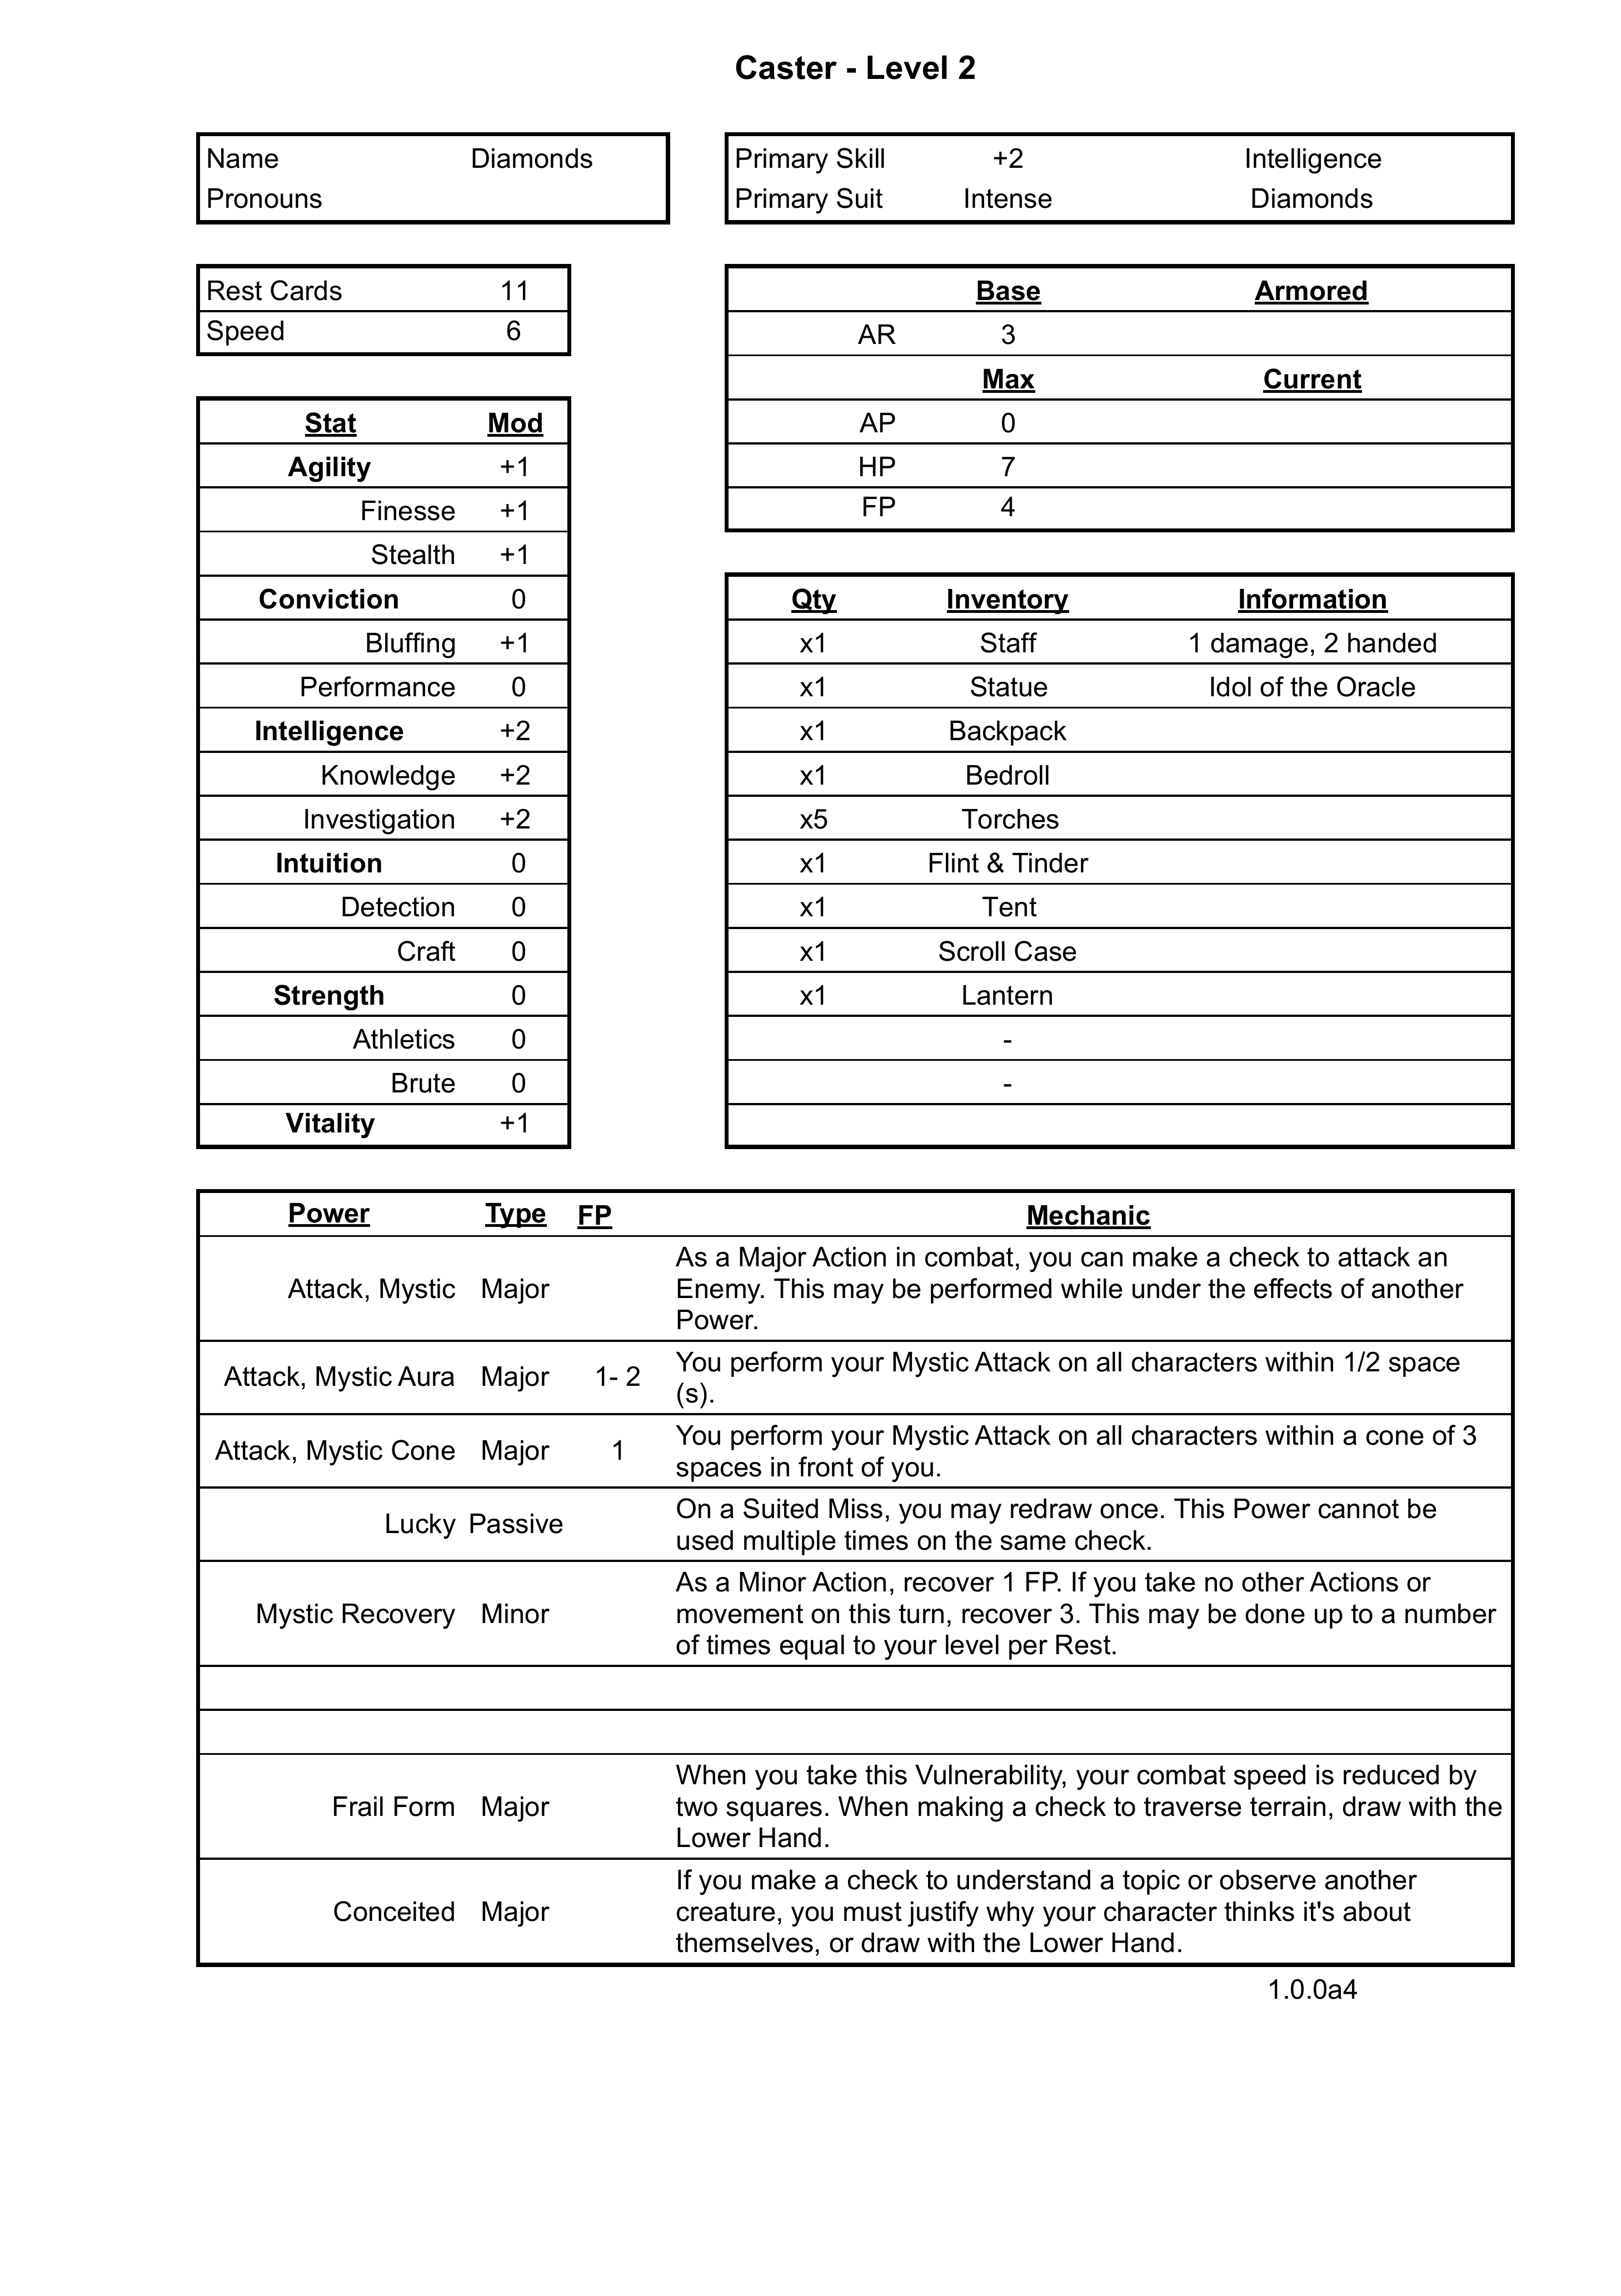 Caster - Level 2
Name Diamonds
Pronouns
Primary Skill +2 Intelligence
Primary Suit Intense Diamonds
Rest Cards 11
Speed 6
Base Armored
AR 3
Max Current
AP 0
HP 7
FP 4
Stat Mod
Agility +1
Finesse +1
Stealth +1
Conviction 0
Bluffing +1
Performance 0
Intelligence +2
Knowledge +2
Investigation +2
Intuition 0
Detection 0
Craft 0
Strength 0
Athletics 0
Brute 0
Vitality +1
Qty Inventory Information
x1 Staff 1 damage, 2 handed
x1 Statue Idol of the Oracle
x1 Backpack
x1 Bedroll
x5 Torches
x1 Flint & Tinder
x1 Tent
x1 Scroll Case
x1 Lantern
-
-
Power Type FP Mechanic
Attack, Mystic Major
As a Major Action in combat, you can make a check to attack an
Enemy. This may be performed while under the effects of another
Power.
Attack, Mystic Aura Major 1- 2
You perform your Mystic Attack on all characters within 1/2 space
(s).
Attack, Mystic Cone Major 1
You perform your Mystic Attack on all characters within a cone of 3
spaces in front of you.
Lucky Passive
On a Suited Miss, you may redraw once. This Power cannot be
used multiple times on the same check.
Mystic Recovery Minor
As a Minor Action, recover 1 FP. If you take no other Actions or
movement on this turn, recover 3. This may be done up to a number
of times equal to your level per Rest.
Frail Form Major
When you take this Vulnerability, your combat speed is reduced by
two squares. When making a check to traverse terrain, draw with the
Lower Hand.
Conceited Major
If you make a check to understand a topic or observe another
creature, you must justify why your character thinks it's about
themselves, or draw with the Lower Hand.
1.0.0a4